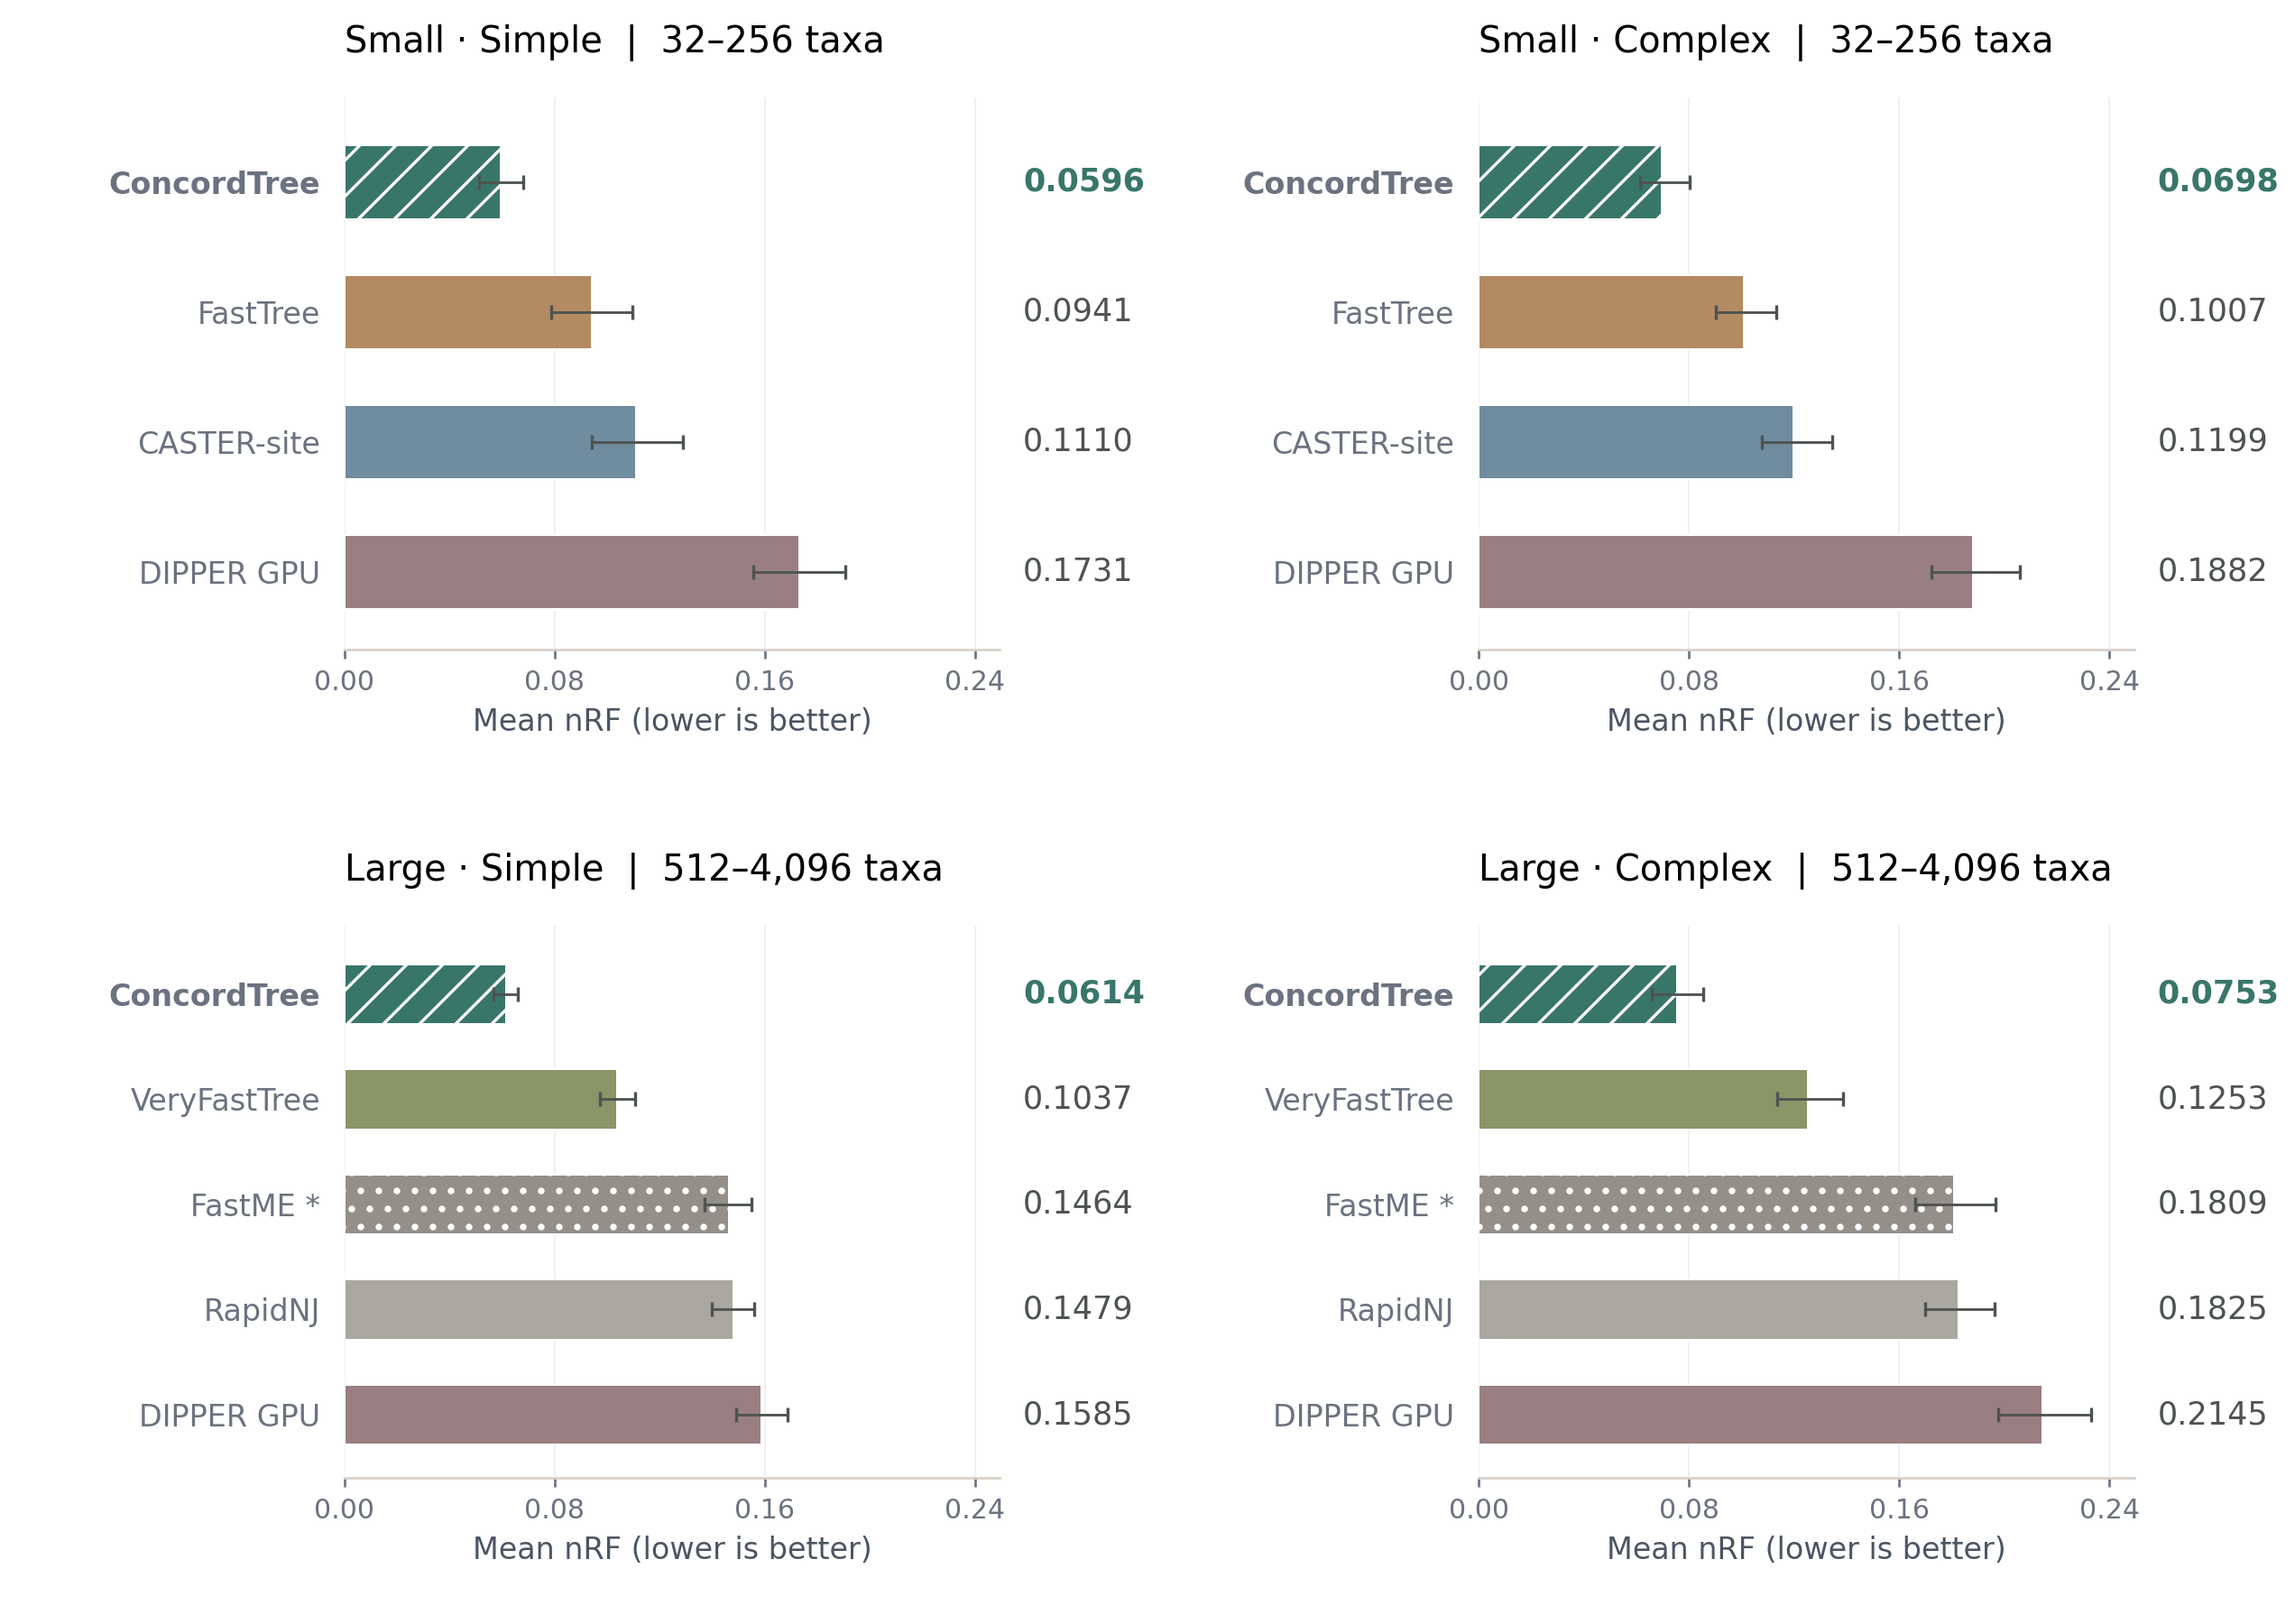 Small · Simple | 32–256 taxa
ConcordTree 0.0596
FastTree 0.0941
CASTER-site 0.1110
DIPPER GPU 0.1731
0.00 0.08 0.16 0.24
Mean nRF (lower is better)
Small · Complex | 32–256 taxa
ConcordTree 0.0698
FastTree 0.1007
CASTER-site 0.1199
DIPPER GPU 0.1882
0.00 0.08 0.16 0.24
Mean nRF (lower is better)
Large · Simple | 512–4,096 taxa
ConcordTree 0.0614
VeryFastTree 0.1037
FastME * 0.1464
RapidNJ 0.1479
DIPPER GPU 0.1585
0.00 0.08 0.16 0.24
Mean nRF (lower is better)
Large · Complex | 512–4,096 taxa
ConcordTree 0.0753
VeryFastTree 0.1253
FastME * 0.1809
RapidNJ 0.1825
DIPPER GPU 0.2145
0.00 0.08 0.16 0.24
Mean nRF (lower is better)